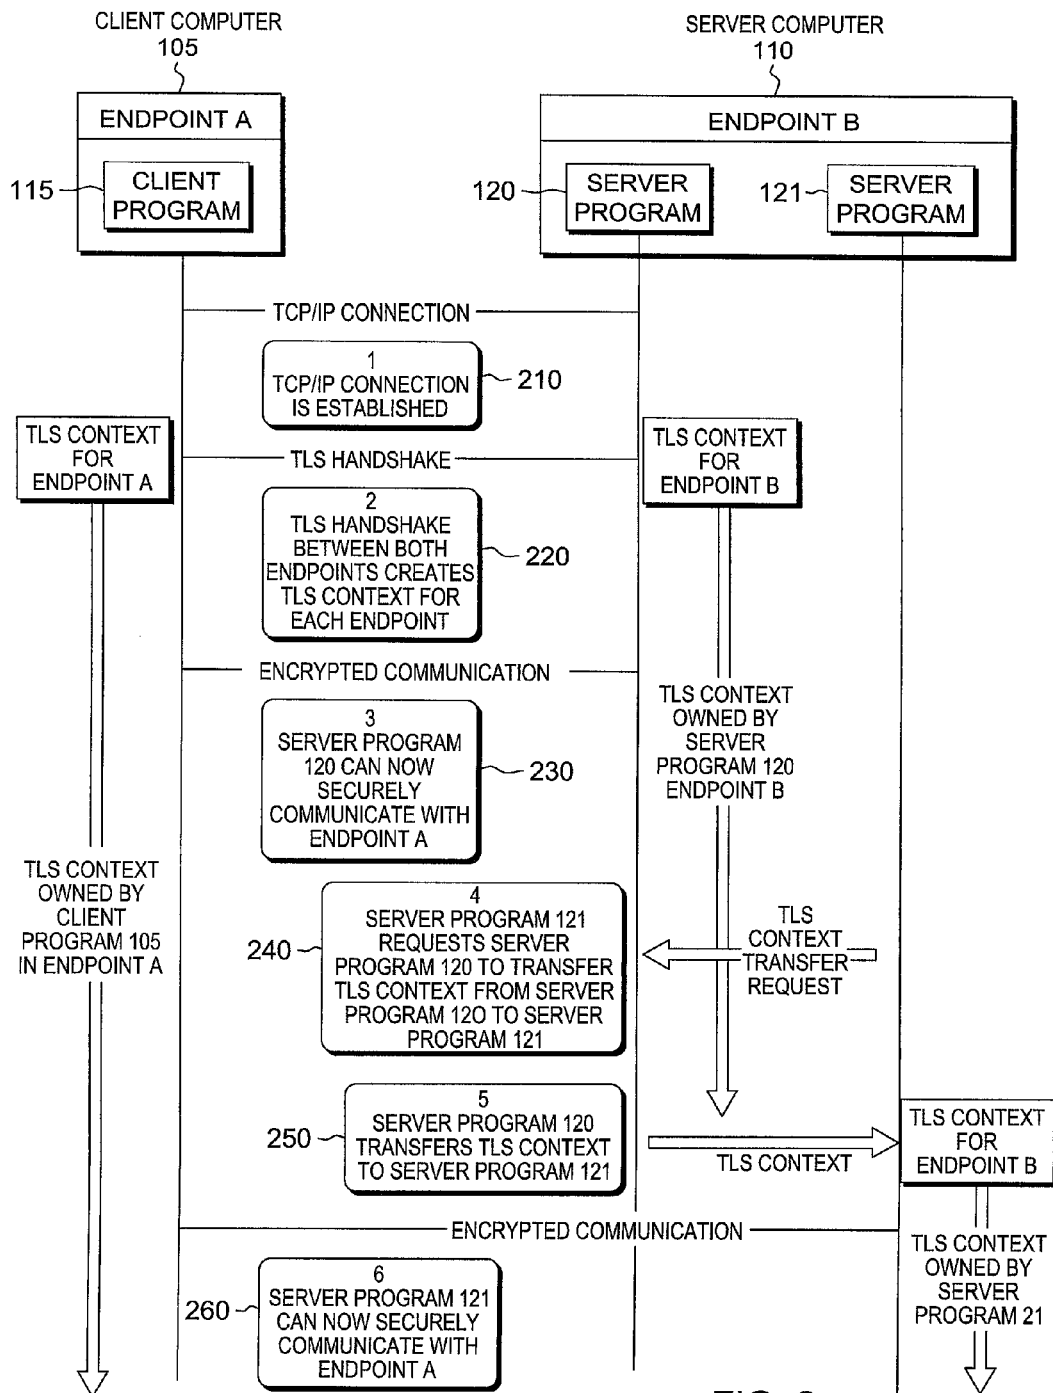 CLIENT COMPUTER
105
SERVER COMPUTER
110
ENDPOINT A
ENDPOINT B
115
CLIENT
PROGRAM
120
SERVER
PROGRAM
121
SERVER
PROGRAM
TCP/IP CONNECTION
1
TCP/IP CONNECTION
IS ESTABLISHED
210
TLS CONTEXT
FOR
ENDPOINT A
TLS HANDSHAKE
TLS CONTEXT
FOR
ENDPOINT B
2
TLS HANDSHAKE
BETWEEN BOTH
ENDPOINTS CREATES
TLS CONTEXT FOR
EACH ENDPOINT
220
ENCRYPTED COMMUNICATION
3
SERVER PROGRAM
120 CAN NOW
SECURELY
COMMUNICATE WITH
ENDPOINT A
230
TLS CONTEXT
OWNED BY
SERVER
PROGRAM 120
ENDPOINT B
TLS CONTEXT
OWNED BY
CLIENT
PROGRAM 105
IN ENDPOINT A
240
4
SERVER PROGRAM 121
REQUESTS SERVER
PROGRAM 120 TO TRANSFER
TLS CONTEXT FROM SERVER
PROGRAM 120 TO SERVER
PROGRAM 121
TLS
CONTEXT
TRANSFER
REQUEST
250
5
SERVER PROGRAM 120
TRANSFERS TLS CONTEXT
TO SERVER PROGRAM 121
TLS CONTEXT
TLS CONTEXT
FOR
ENDPOINT B
ENCRYPTED COMMUNICATION
TLS CONTEXT
OWNED BY
SERVER
PROGRAM 21
260
6
SERVER PROGRAM 121
CAN NOW SECURELY
COMMUNICATE WITH
ENDPOINT A